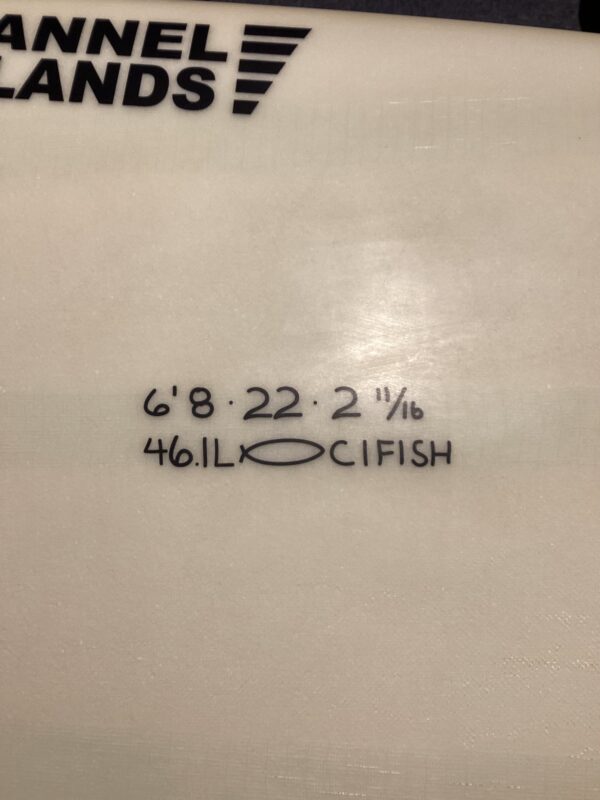 ANNEL
LANDS
6'8 · 22 · 2 11/16
46.1L CIFISH